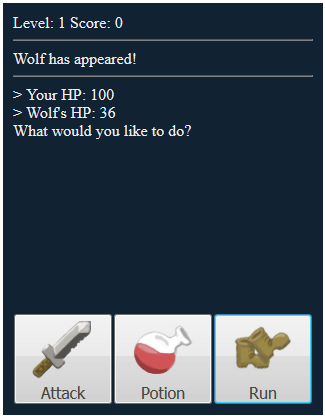 Level: 1 Score: 0
Wolf has appeared!
> Your HP: 100
> Wolf's HP: 36
What would you like to do?
Attack
Potion
Run